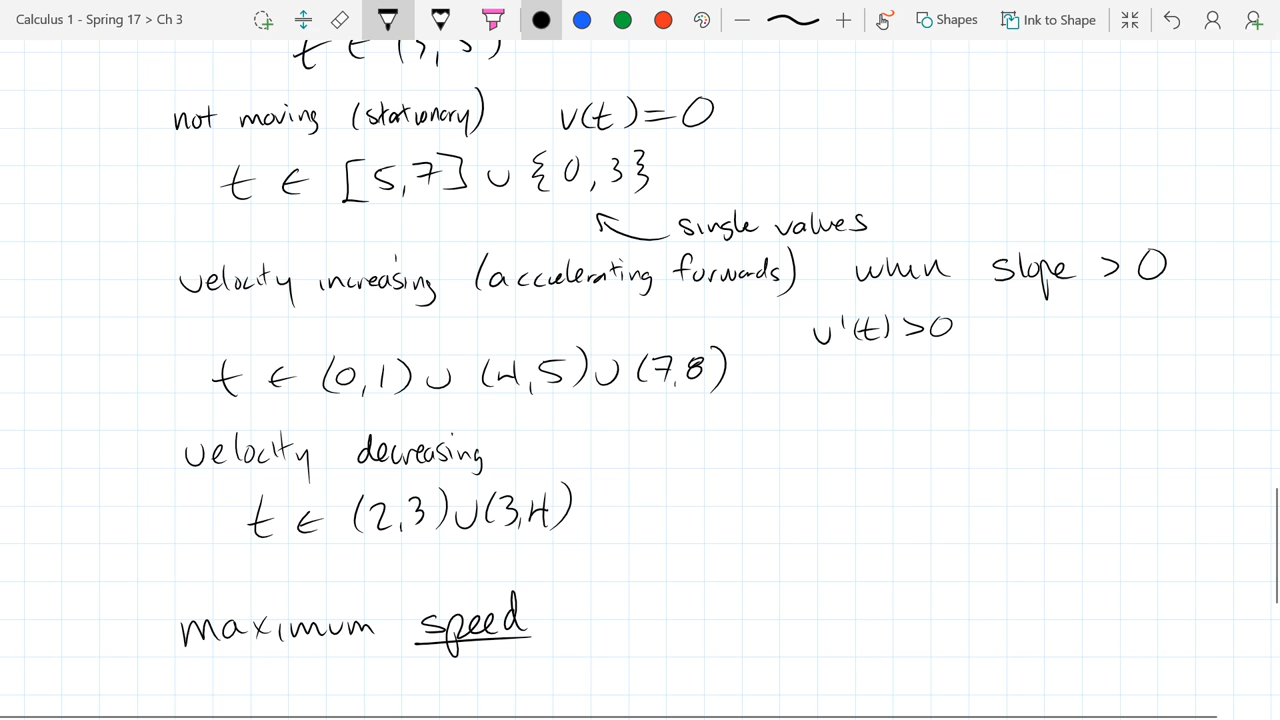 Calculus 1 - Spring 17 > Ch 3
Shapes
Ink to Shape
not moving (stationary) v(t)=0
t ∈ [5,7] ∪ {0,3}
single values
velocity increasing (accelerating forwards) when slope > 0
v'(t) > 0
t ∈ (0,1) ∪ (4,5) ∪ (7,8)
velocity decreasing
t ∈ (2,3) ∪ (3,4)
maximum speed